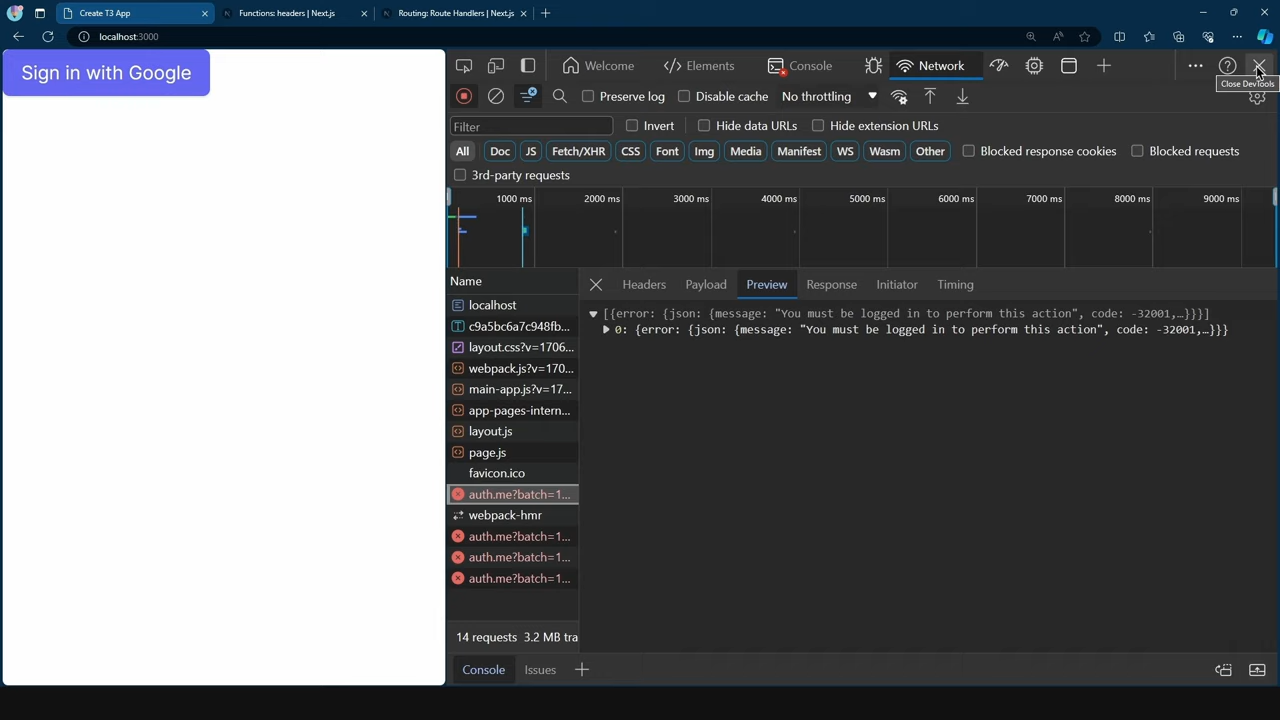 Create T3 App
Functions: headers | Next.js
Routing: Route Handlers | Next.js
localhost:3000
Sign in with Google
Welcome
Elements
Console
Network
Close DevTools
Preserve log
Disable cache
No throttling
Filter
Invert
Hide data URLs
Hide extension URLs
All
Doc
JS
Fetch/XHR
CSS
Font
Img
Media
Manifest
WS
Wasm
Other
Blocked response cookies
Blocked requests
3rd-party requests
1000 ms
2000 ms
3000 ms
4000 ms
5000 ms
6000 ms
7000 ms
8000 ms
9000 ms
Name
Headers
Payload
Preview
Response
Initiator
Timing
localhost
c9a5bc6a7c948fb...
layout.css?v=1706...
webpack.js?v=170...
main-app.js?v=17...
app-pages-intern...
layout.js
page.js
favicon.ico
auth.me?batch=1...
webpack-hmr
auth.me?batch=1...
auth.me?batch=1...
auth.me?batch=1...
[{error: {json: {message: "You must be logged in to perform this action", code: -32001,…}}}]
0: {error: {json: {message: "You must be logged in to perform this action", code: -32001,…}}}
14 requests
3.2 MB tra
Console
Issues